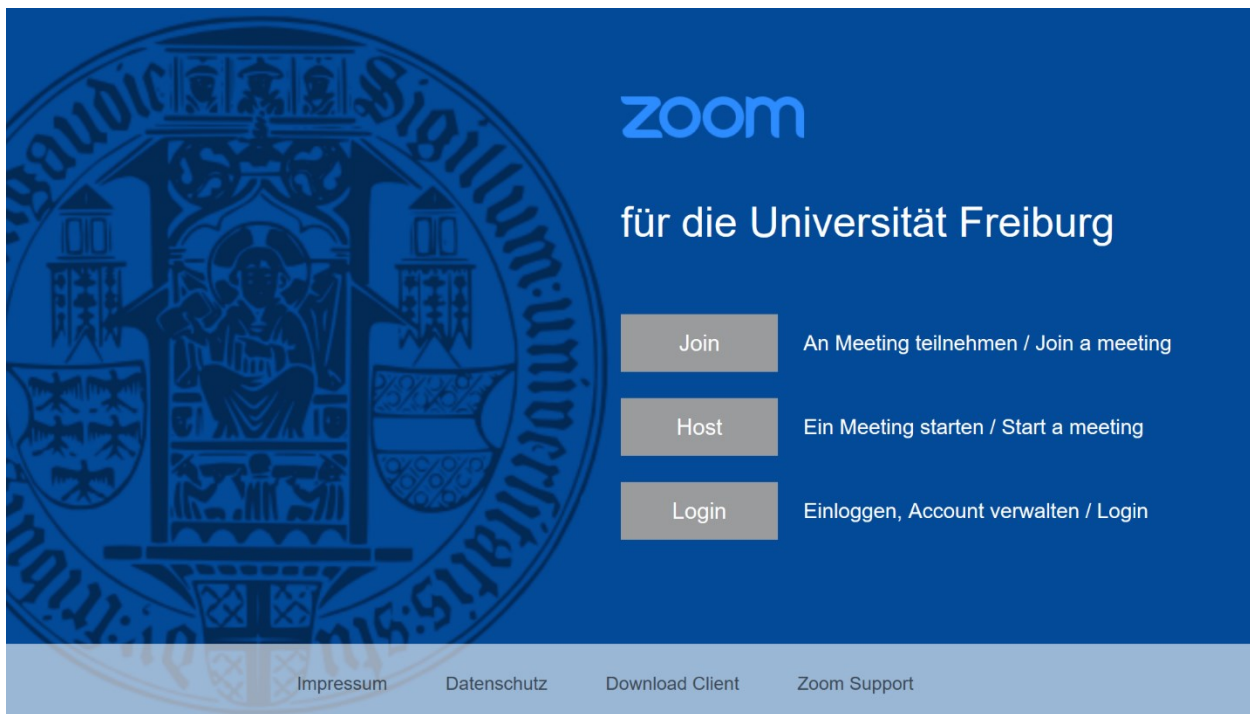 zoom
für die Universität Freiburg
Join An Meeting teilnehmen / Join a meeting
Host Ein Meeting starten / Start a meeting
Login Einloggen, Account verwalten / Login
Impressum Datenschutz Download Client Zoom Support